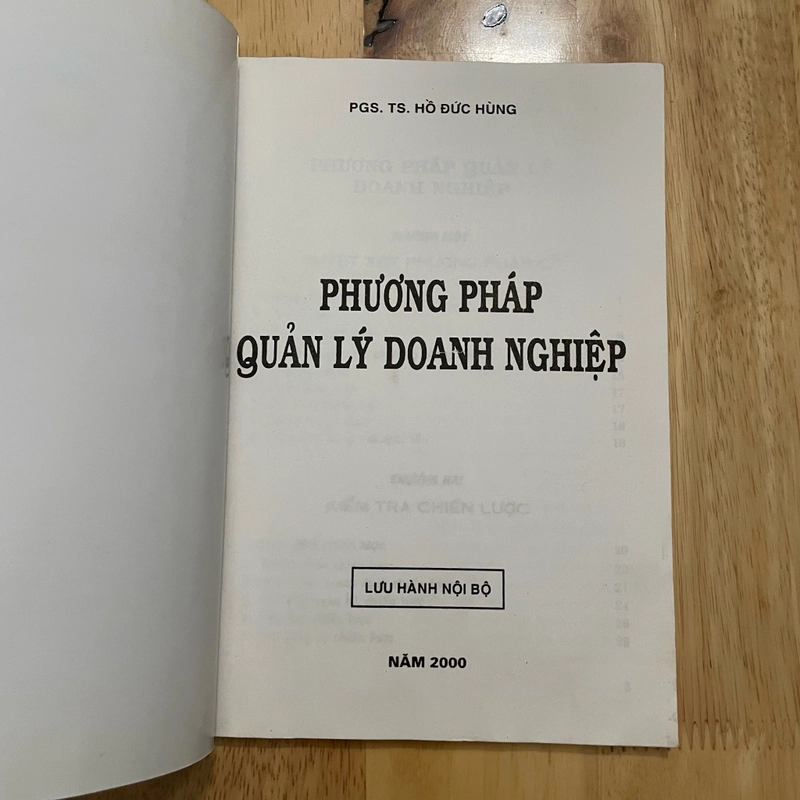 PGS. TS. HỒ ĐỨC HÙNG
PHƯƠNG PHÁP
QUẢN LÝ DOANH NGHIỆP
LƯU HÀNH NỘI BỘ
NĂM 2000